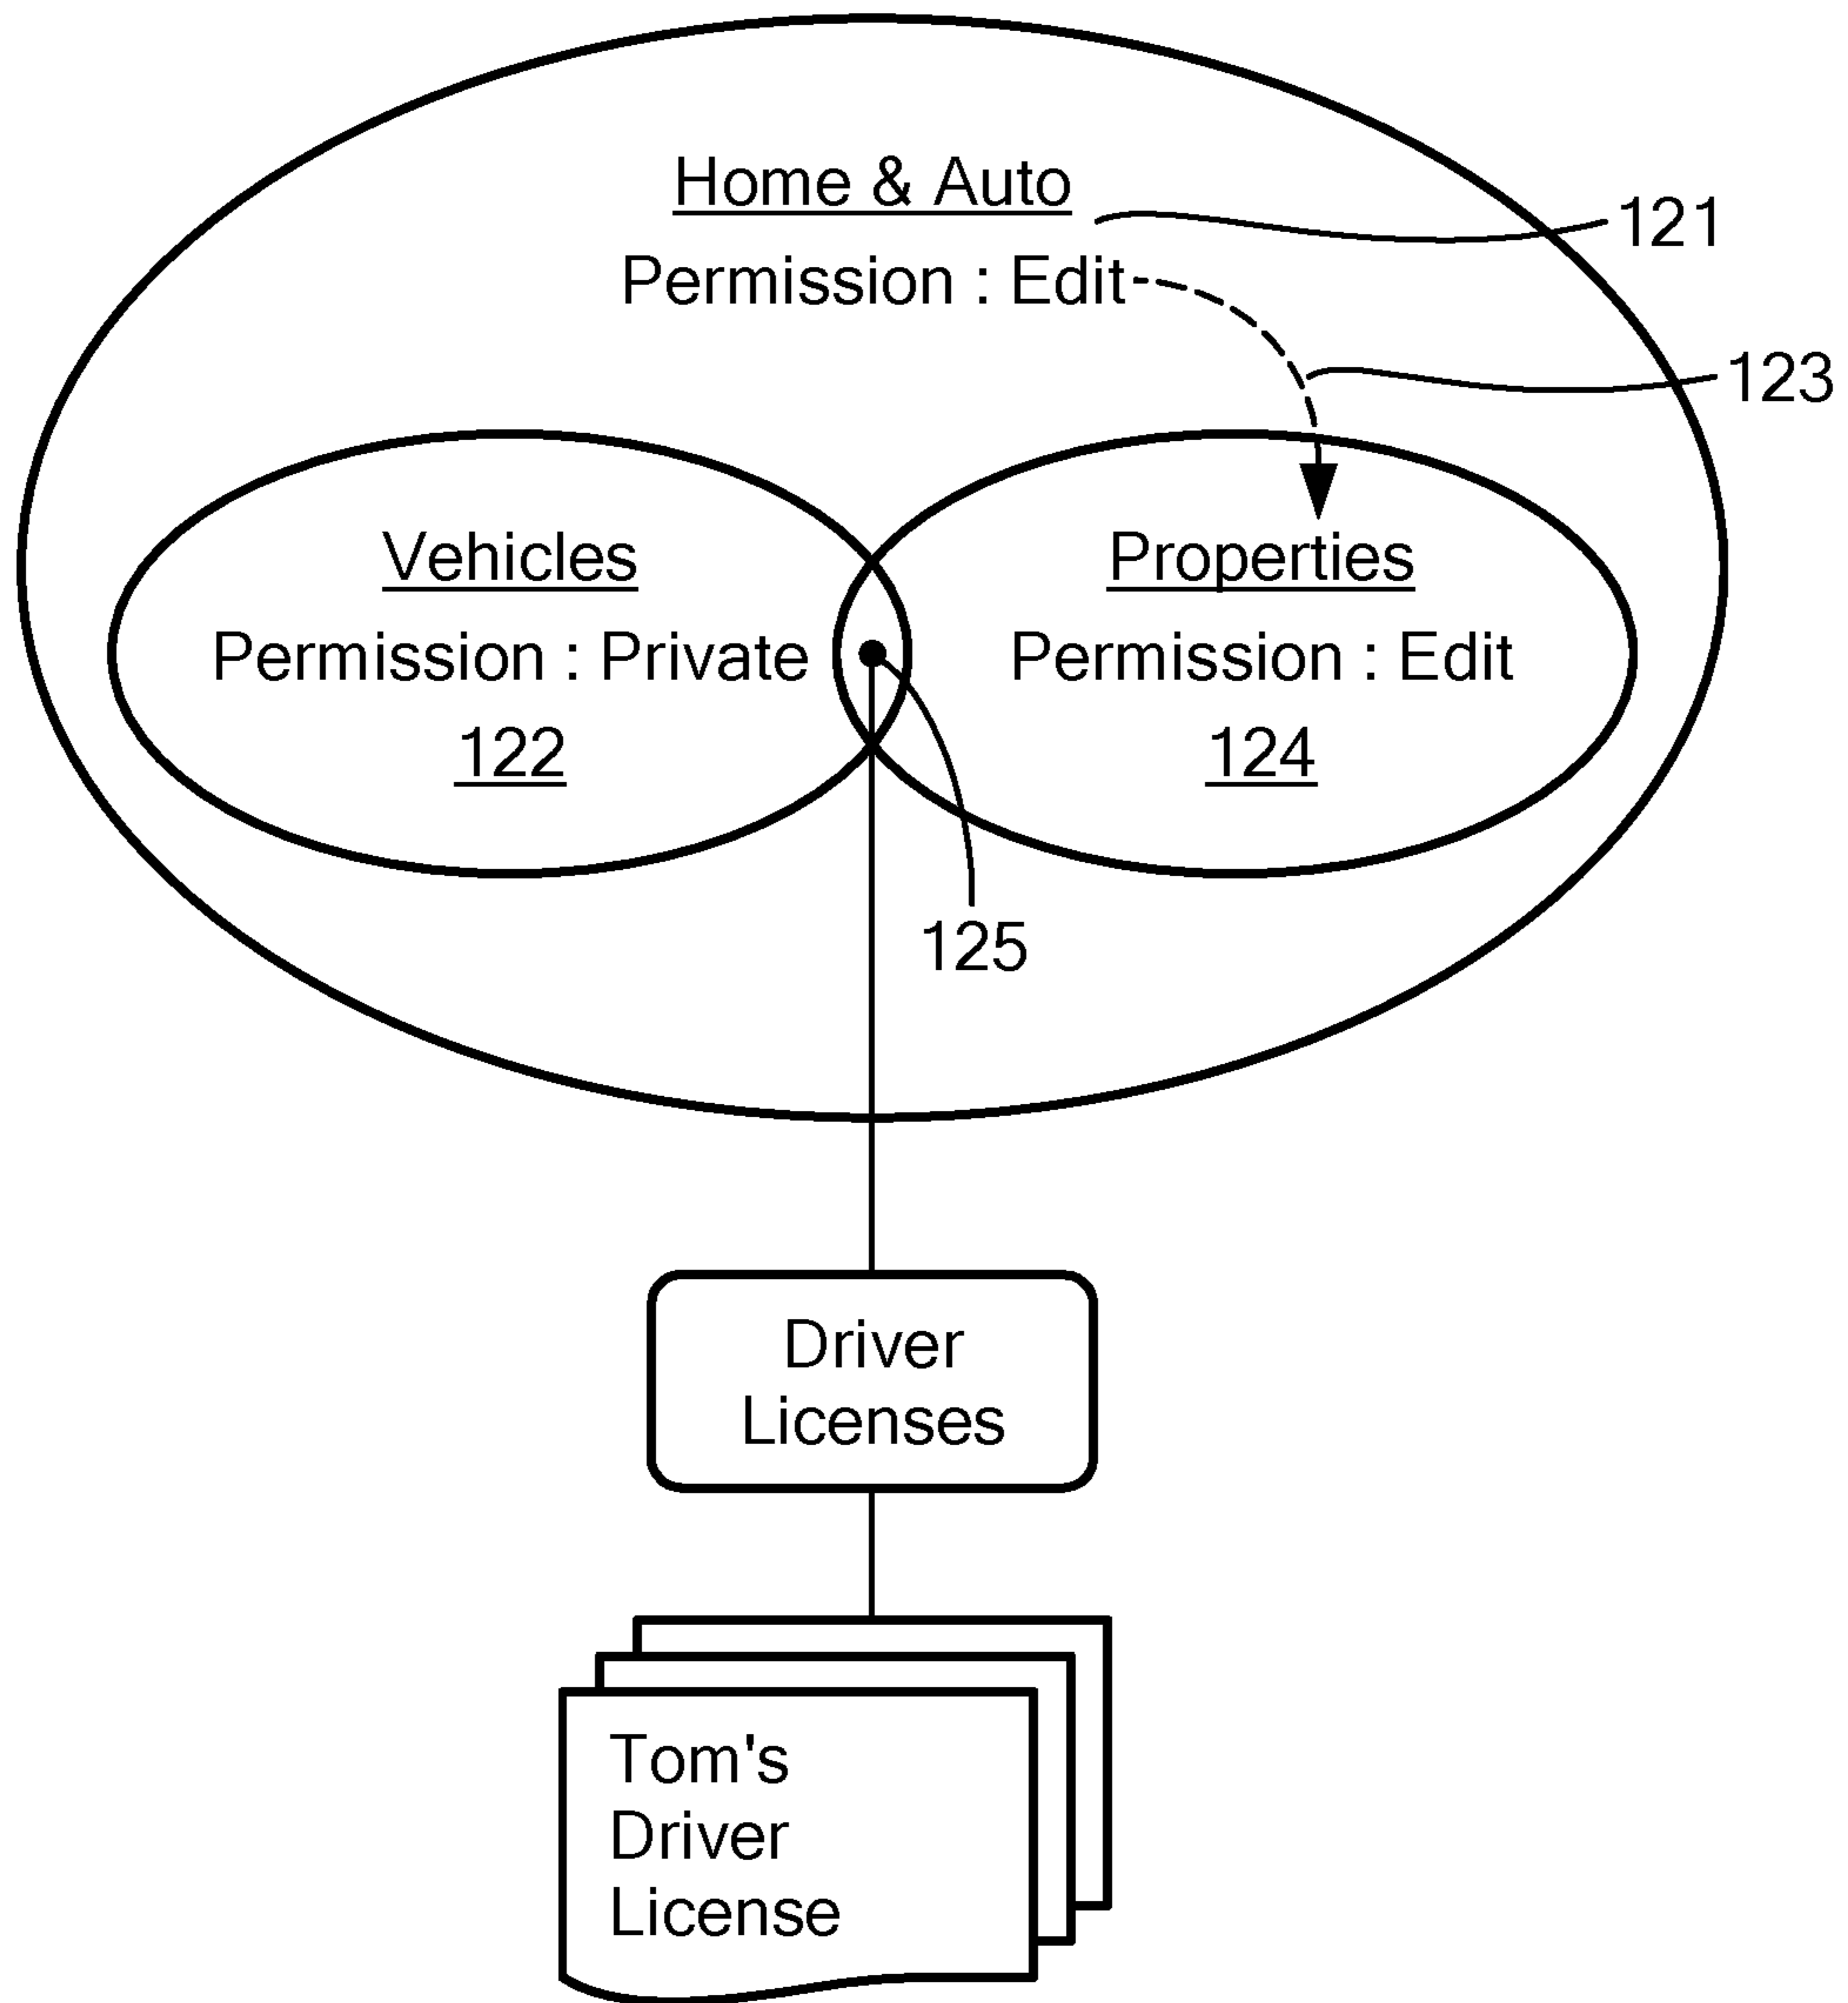 Home & Auto
121
Permission : Edit
123
Vehicles
Properties
Permission : Private
Permission : Edit
122
124
125
Driver
Licenses
Tom's
Driver
License